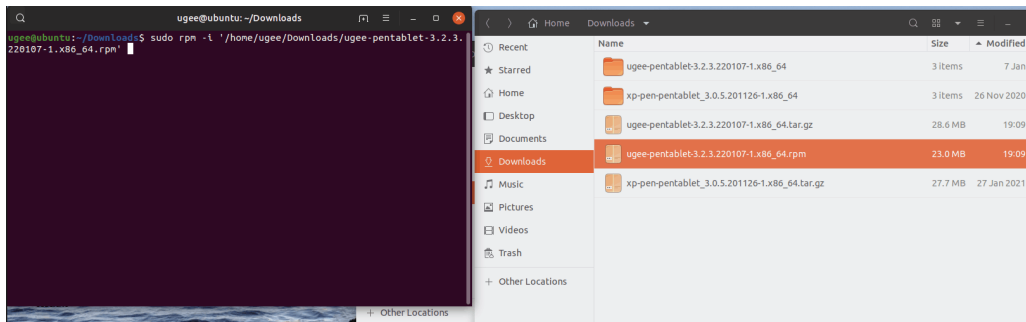 ugee@ubuntu: ~/Downloads
ugee@ubuntu:~/Downloads$ sudo rpm -i '/home/ugee/Downloads/ugee-pentablet-3.2.3.
220107-1.x86_64.rpm'
+ Other Locations
Home Downloads
Recent
Starred
Home
Desktop
Documents
Downloads
Music
Pictures
Videos
Trash
+ Other Locations
Name Size Modified
ugee-pentablet-3.2.3.220107-1.x86_64 3 items 7 Jan
xp-pen-pentablet_3.0.5.201126-1.x86_64 3 items 26 Nov 2020
ugee-pentablet-3.2.3.220107-1.x86_64.tar.gz 28.6 MB 19:09
ugee-pentablet-3.2.3.220107-1.x86_64.rpm 23.0 MB 19:09
xp-pen-pentablet_3.0.5.201126-1.x86_64.tar.gz 27.7 MB 27 Jan 2021